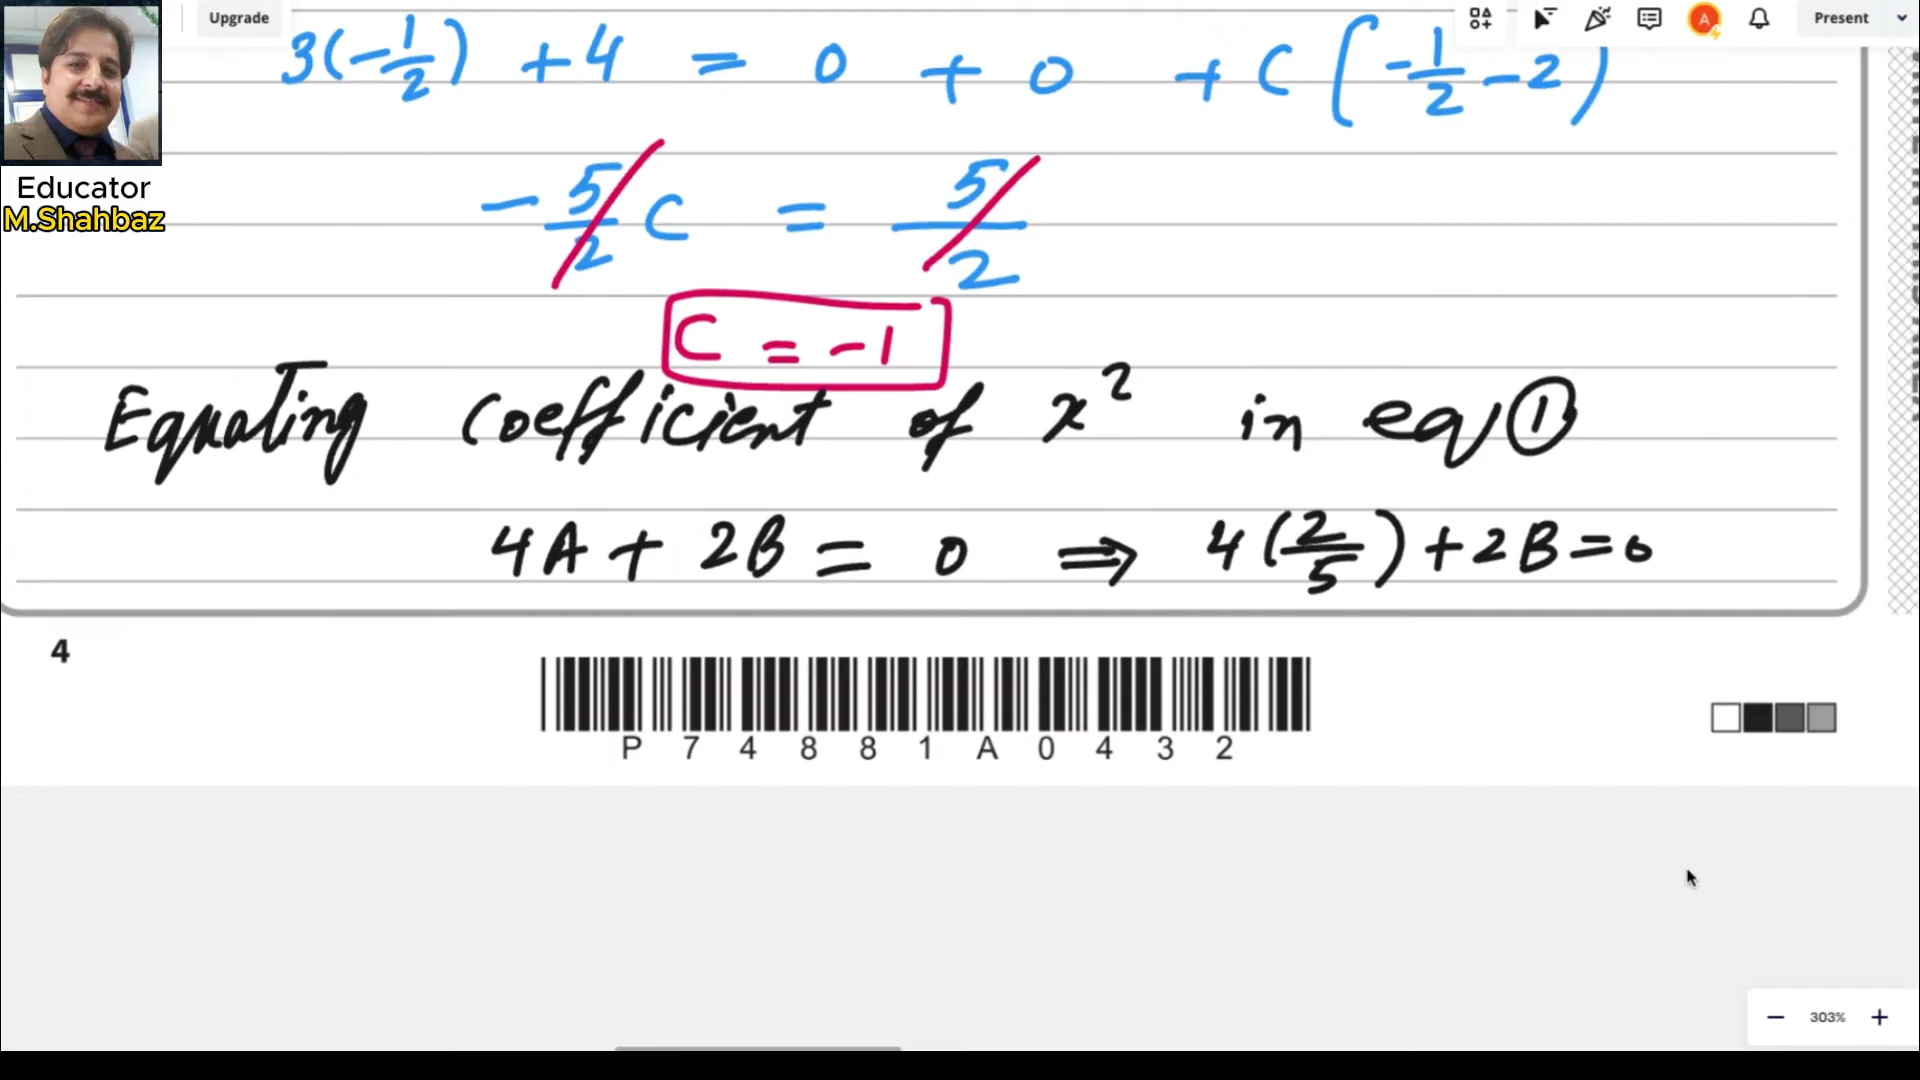 Upgrade
A
Present
3(-1/2) + 4 = 0 + 0 + C(-1/2 - 2)
Educator
M.Shahbaz
-5/2 C = 5/2
C = -1
Equating coefficient of x² in eq ①
4A + 2B = 0 ⇒ 4(2/5) + 2B = 0
4
P 7 4 8 8 1 A 0 4 3 2
303%